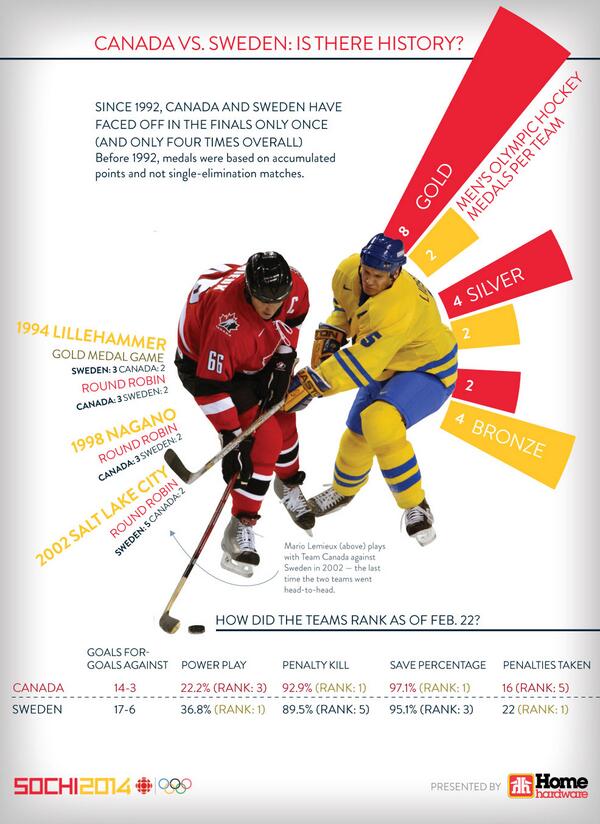 CANADA VS. SWEDEN: IS THERE HISTORY?
SINCE 1992, CANADA AND SWEDEN HAVE
FACED OFF IN THE FINALS ONLY ONCE
(AND ONLY FOUR TIMES OVERALL)
Before 1992, medals were based on accumulated
points and not single-elimination matches.
MEN'S OLYMPIC HOCKEY
MEDALS PER TEAM
8 GOLD
2
4 SILVER
2
2
4 BRONZE
66
C
5
1994 LILLEHAMMER
GOLD MEDAL GAME
SWEDEN: 3 CANADA: 2
ROUND ROBIN
CANADA: 3 SWEDEN: 2
1998 NAGANO
ROUND ROBIN
CANADA: 3 SWEDEN: 2
2002 SALT LAKE CITY
ROUND ROBIN
SWEDEN: 5 CANADA: 2
Mario Lemieux (above) plays
with Team Canada against
Sweden in 2002 — the last
time the two teams went
head-to-head.
HOW DID THE TEAMS RANK AS OF FEB. 22?
GOALS FOR-
GOALS AGAINST POWER PLAY PENALTY KILL SAVE PERCENTAGE PENALTIES TAKEN
CANADA 14-3 22.2% (RANK: 3) 92.9% (RANK: 1) 97.1% (RANK: 1) 16 (RANK: 5)
SWEDEN 17-6 36.8% (RANK: 1) 89.5% (RANK: 5) 95.1% (RANK: 3) 22 (RANK: 1)
SOCHI2014
PRESENTED BY Home
hardware